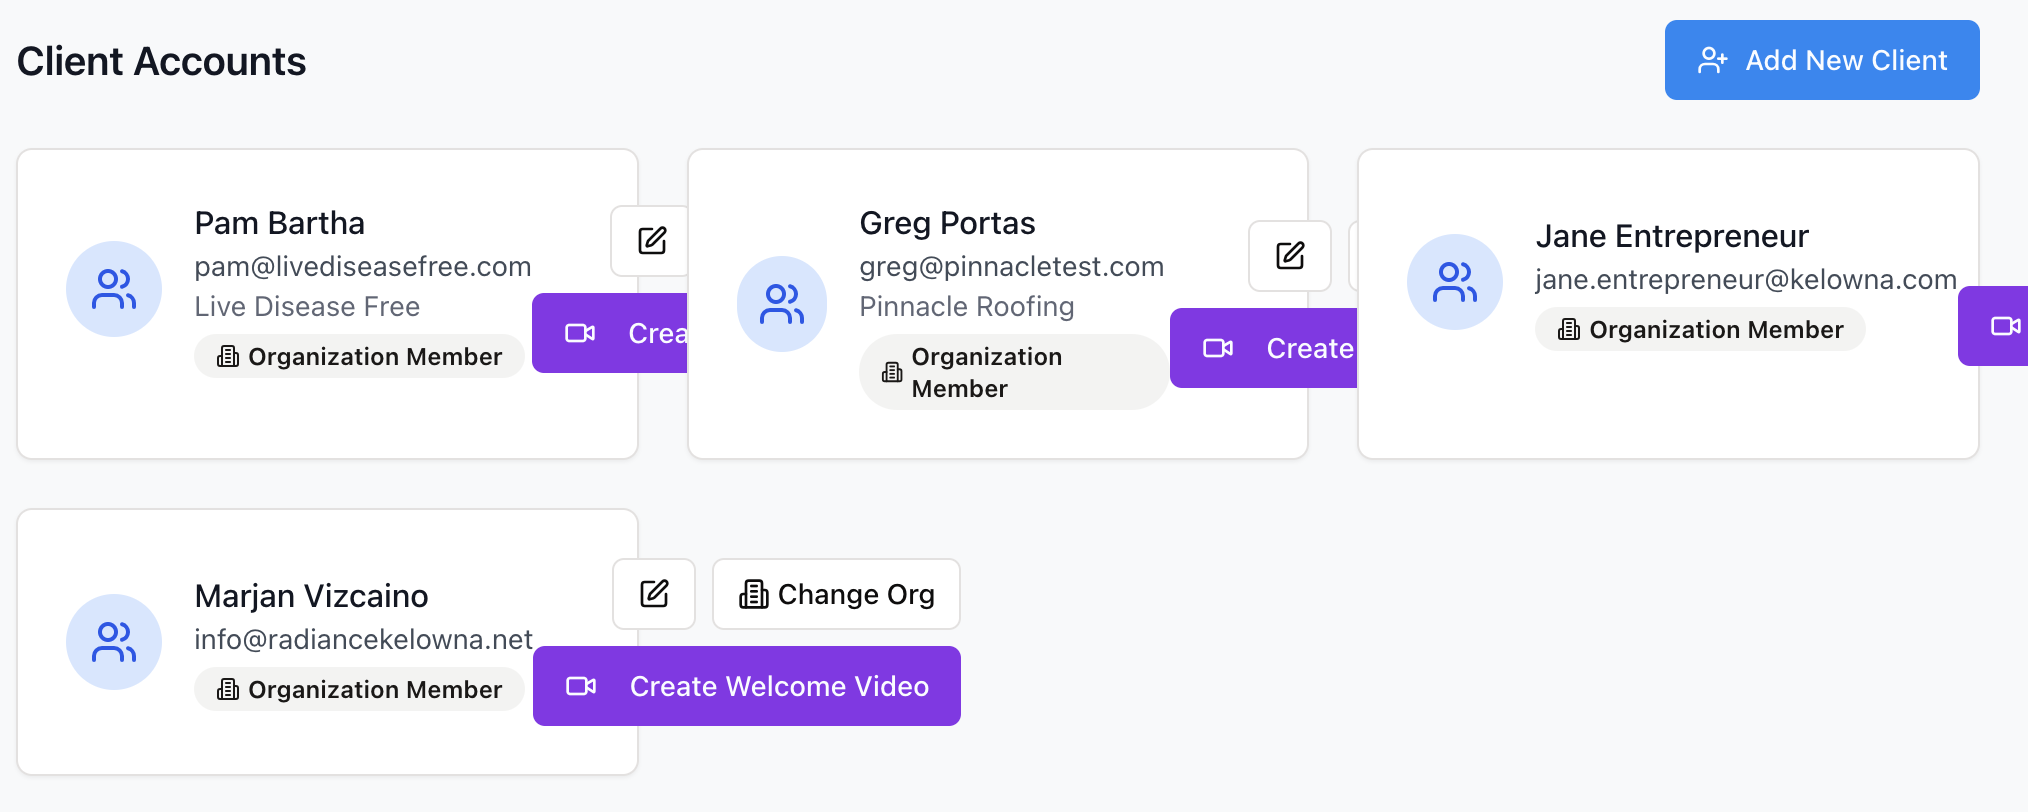 Client Accounts
Add New Client
Pam Bartha
pam@livediseasefree.com
Live Disease Free
Organization Member
Crea
Greg Portas
greg@pinnacletest.com
Pinnacle Roofing
Organization
Member
Create
Jane Entrepreneur
jane.entrepreneur@kelowna.com
Organization Member
Marjan Vizcaino
info@radiancekelowna.net
Organization Member
Change Org
Create Welcome Video